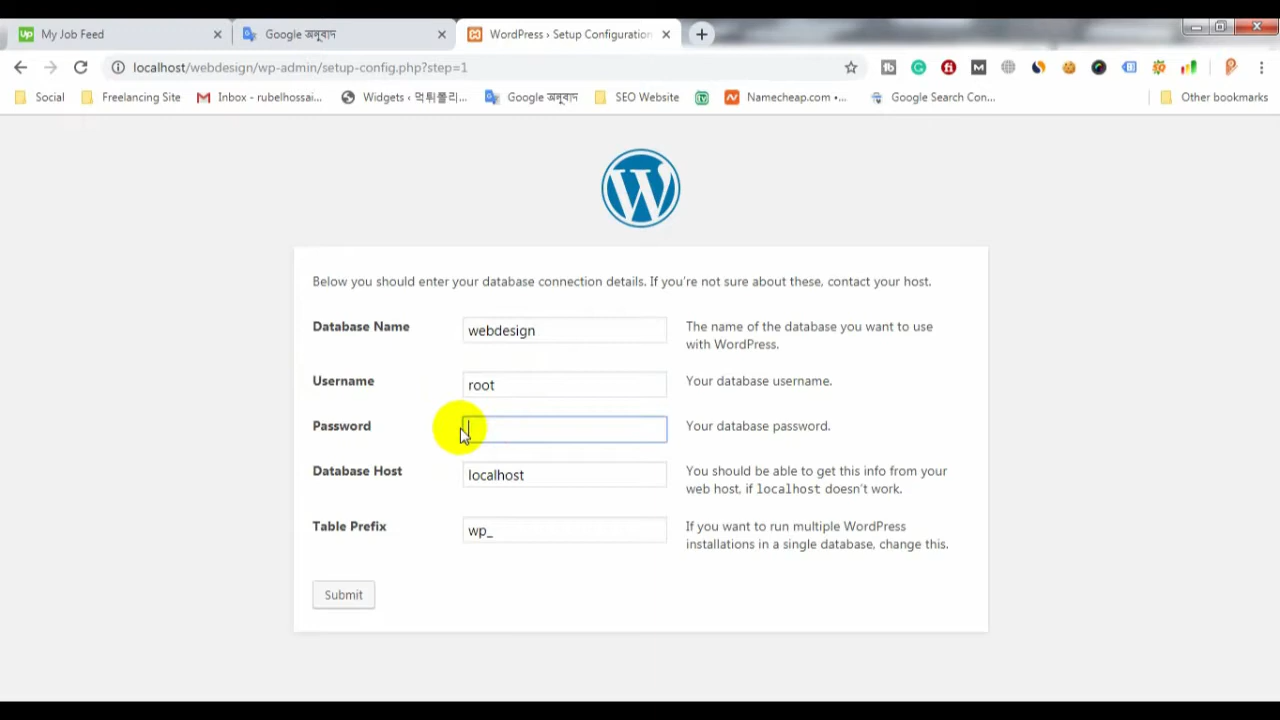 My Job Feed
Google অনুবাদ
WordPress › Setup Configuration
localhost/webdesign/wp-admin/setup-config.php?step=1
Social
Freelancing Site
Inbox - rubelhossai...
Widgets ‹ 먹튀폴리...
Google অনুবাদ
SEO Website
Namecheap.com •...
Google Search Con...
Other bookmarks
Below you should enter your database connection details. If you're not sure about these, contact your host.
Database Name
webdesign
The name of the database you want to use
with WordPress.
Username
root
Your database username.
Password
Your database password.
Database Host
localhost
You should be able to get this info from your
web host, if localhost doesn't work.
Table Prefix
wp_
If you want to run multiple WordPress
installations in a single database, change this.
Submit